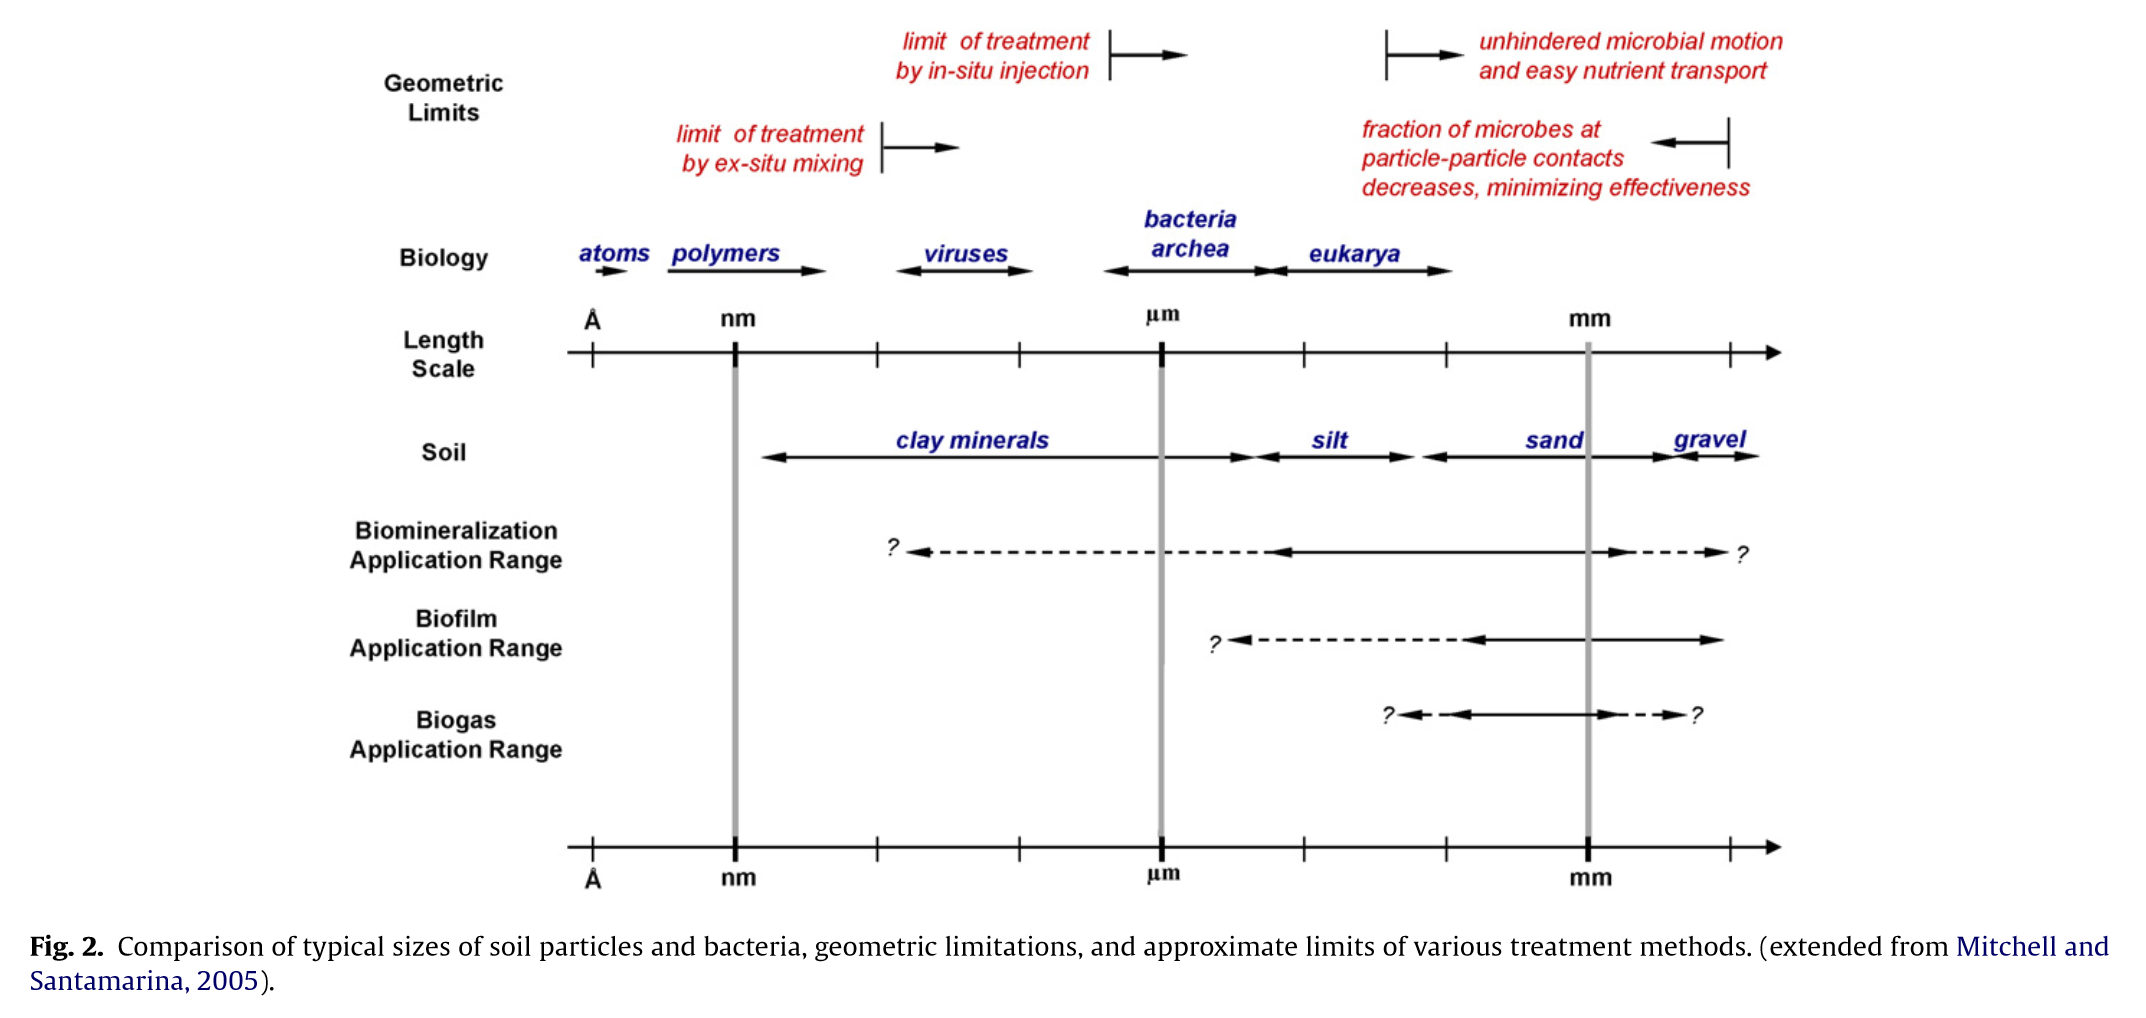 limit of treatment
by in-situ injection
unhindered microbial motion
and easy nutrient transport
Geometric
Limits
limit of treatment
by ex-situ mixing
fraction of microbes at
particle-particle contacts
decreases, minimizing effectiveness
Biology
atoms
polymers
viruses
bacteria
archea
eukarya
Å
nm
µm
mm
Length
Scale
Soil
clay minerals
silt
sand
gravel
Biomineralization
Application Range
?
?
Biofilm
Application Range
?
Biogas
Application Range
?
?
Å
nm
µm
mm
Fig. 2. Comparison of typical sizes of soil particles and bacteria, geometric limitations, and approximate limits of various treatment methods. (extended from Mitchell and
Santamarina, 2005).